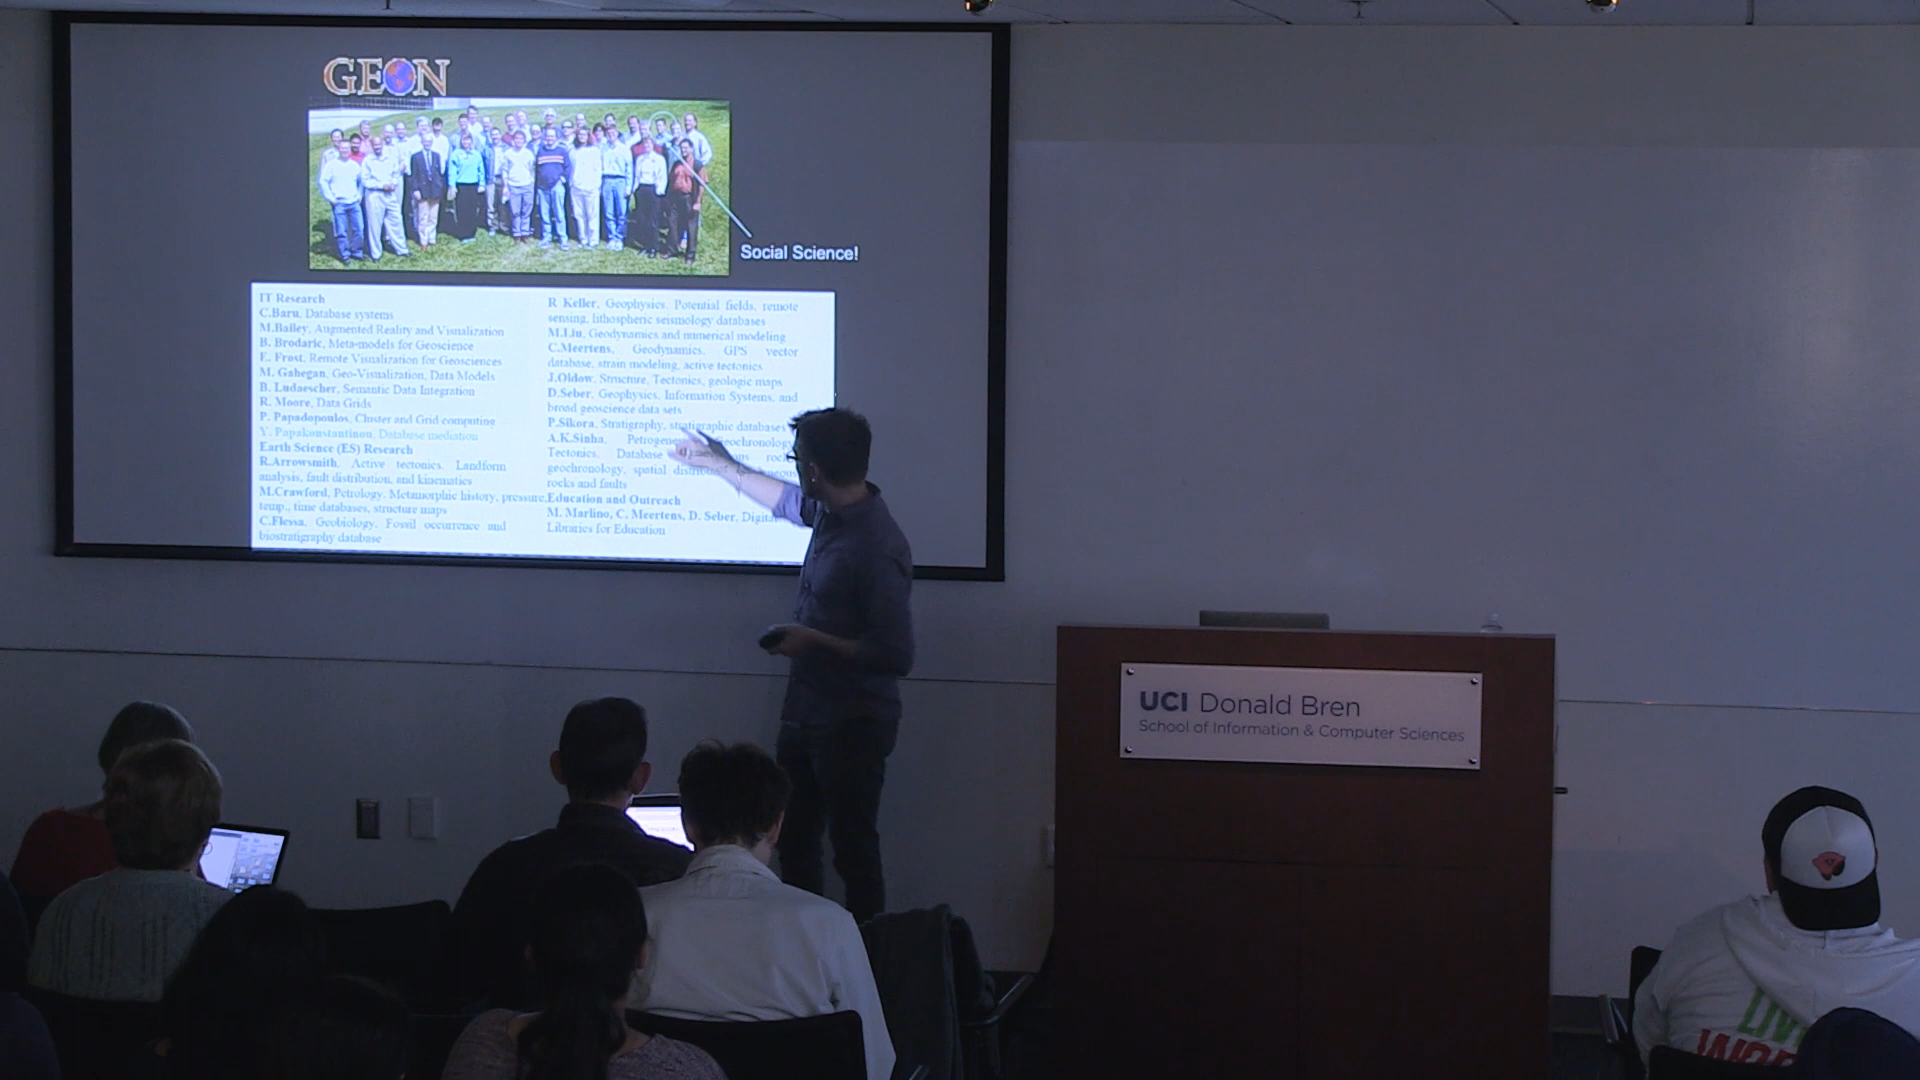 GEON
Social Science!
IT Research
C.Baru, Database systems
M.Bailey, Augmented Reality and Visualization
B. Brodaric, Meta-models for Geoscience
E. Frost, Remote Visualization for Geosciences
M. Gahegan, Geo-Visualization, Data Models
B. Ludaescher, Semantic Data Integration
R. Moore, Data Grids
P. Papadopoulos, Cluster and Grid computing
Y. Papakonstantinou, Database mediation
Earth Science (ES) Research
R.Arrowsmith, Active tectonics. Landform
analysis, fault distribution, and kinematics
M.Crawford, Petrology. Metamorphic history, pressure,
temp., time databases, structure maps
C.Flessa, Geobiology. Fossil occurrence and
biostratigraphy database
R Keller, Geophysics. Potential fields, remote
sensing, lithospheric seismology databases
M.Liu, Geodynamics and numerical modeling
C.Meertens, Geodynamics. GPS vector
database, strain modeling, active tectonics
J.Oldow, Structure, Tectonics, geologic maps
D.Seber, Geophysics, Information Systems, and
broad geoscience data sets
P.Sikora, Stratigraphy, stratigraphic databases
A.K.Sinha, Geochronology
Tectonics. Database
geochronology, spatial
rocks and faults
Education and Outreach
M. Marlino, C. Meertens, D. Seber, Digital
Libraries for Education
UCI Donald Bren
School of Information & Computer Sciences